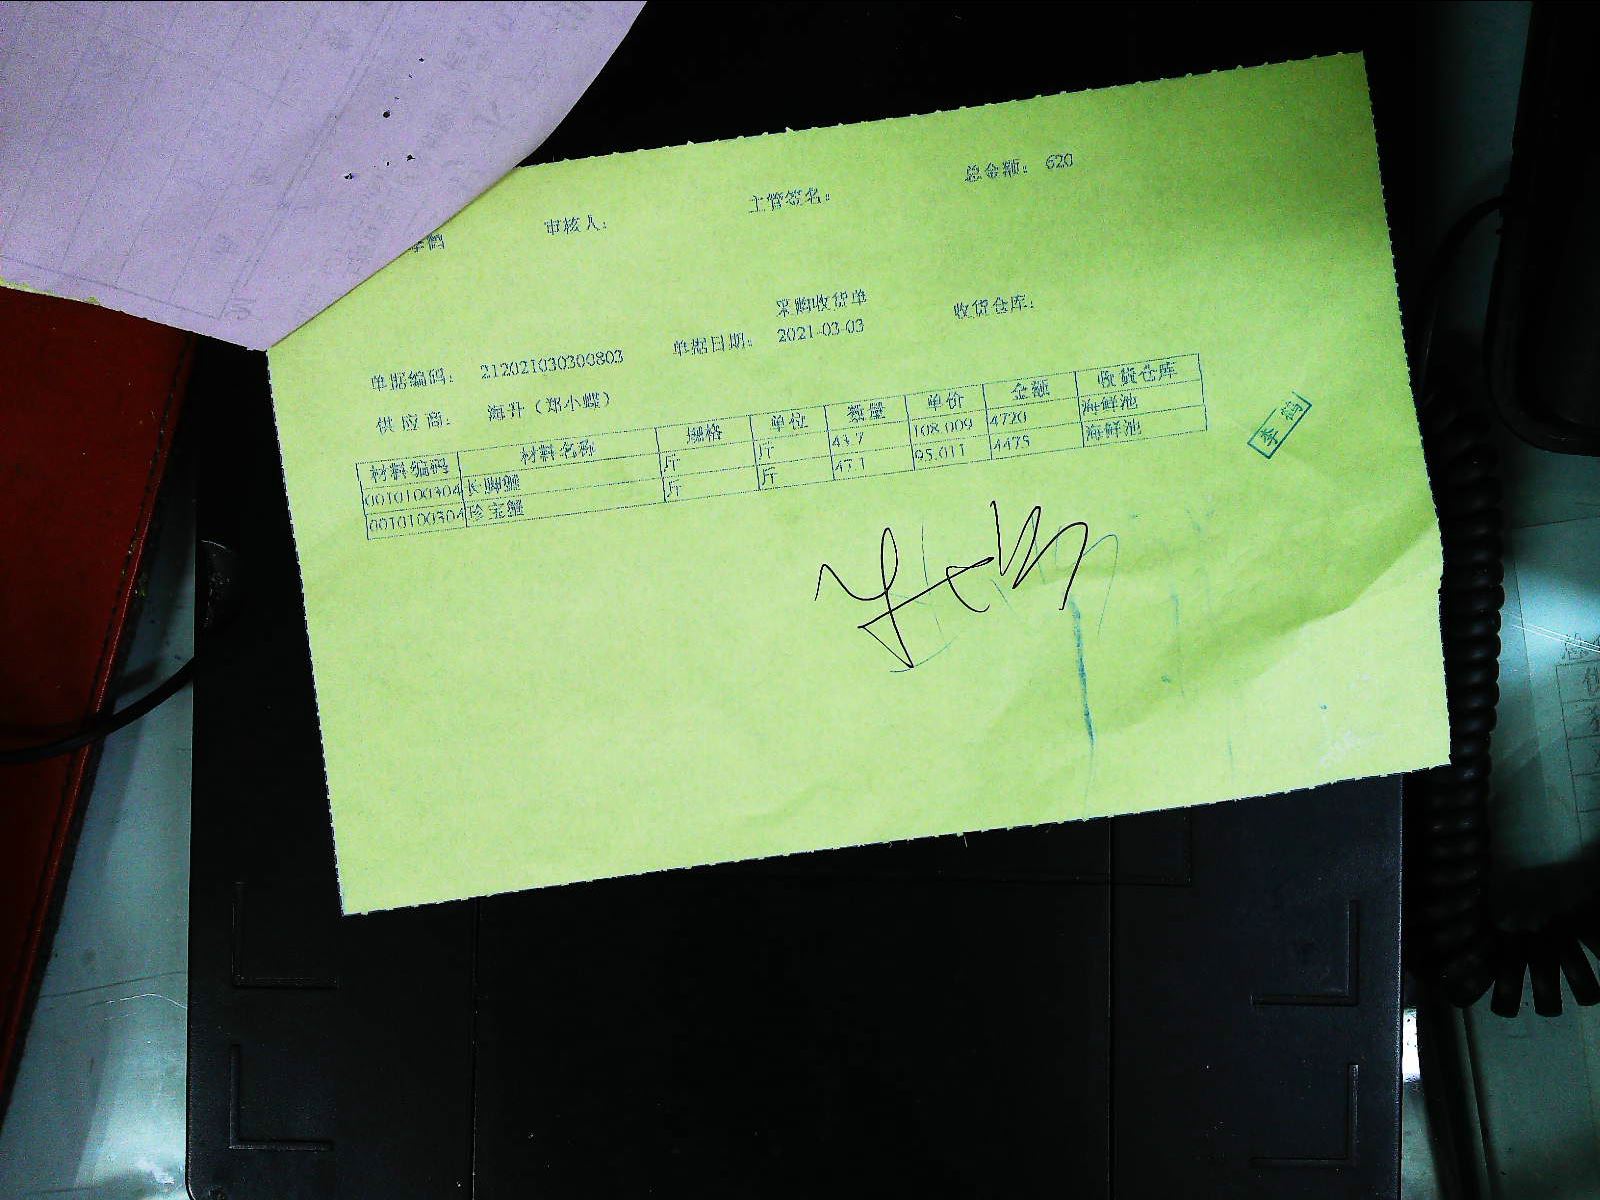 审核人： 主管签名： 总金额： 620
李鹤
采购收货单
单据编码： 212021030300803 单据日期： 2021-03-03 收货仓库：
供应商： 海升（郑小蝶）
材料编码 材料名称 规格 单位 数量 单价 金额 收货仓库
0010100304 长脚蟹 斤 斤 43.7 108.009 4720 海鲜池
0010100304 珍宝蟹 斤 斤 47.1 95.011 4475 海鲜池
李鹤